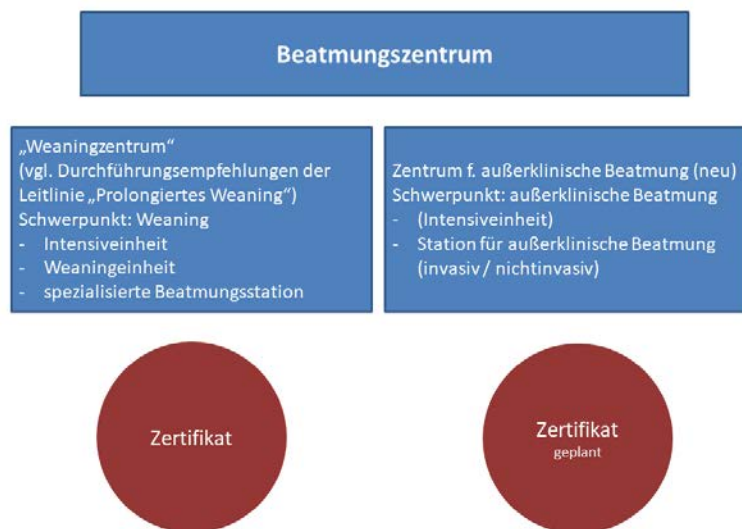 Beatmungszentrum
„Weaningzentrum“
(vgl. Durchführungsempfehlungen der
Leitlinie „Prolongiertes Weaning“)
Schwerpunkt: Weaning
- Intensiveinheit
- Weaningeinheit
- spezialisierte Beatmungsstation
Zentrum f. außerklinische Beatmung (neu)
Schwerpunkt: außerklinische Beatmung
- (Intensiveinheit)
- Station für außerklinische Beatmung
(invasiv / nichtinvasiv)
Zertifikat
Zertifikat
geplant